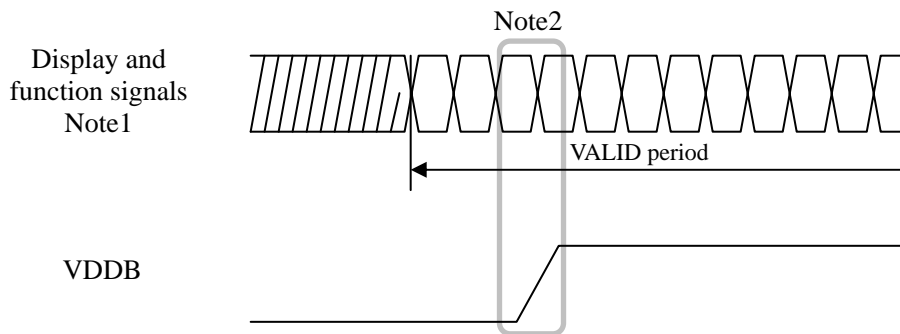 Note2
Display and
function signals
Note1
VALID period
VDDB